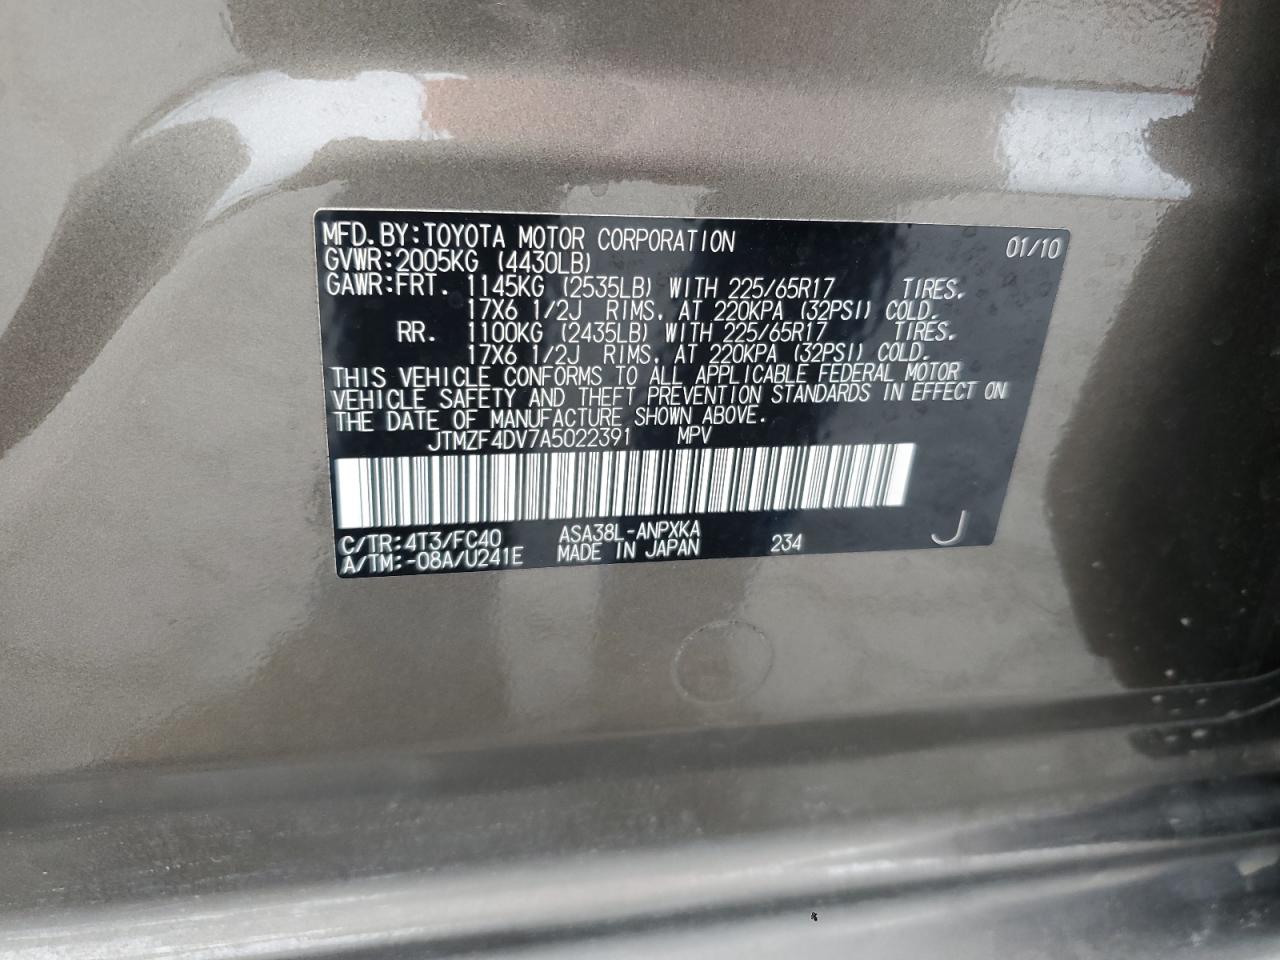 MFD.BY:TOYOTA MOTOR CORPORATION 01/10
GVWR:2005KG (4430LB)
GAWR:FRT. 1145KG (2535LB) WITH 225/65R17 TIRES.
17X6 1/2J RIMS. AT 220KPA (32PSI) COLD.
RR. 1100KG (2435LB) WITH 225/65R17 TIRES.
17X6 1/2J RIMS. AT 220KPA (32PSI) COLD.
THIS VEHICLE CONFORMS TO ALL APPLICABLE FEDERAL MOTOR
VEHICLE SAFETY AND THEFT PREVENTION STANDARDS IN EFFECT ON
THE DATE OF MANUFACTURE SHOWN ABOVE.
JTMZF4DV7A5022391 MPV
C/TR:4T3/FC40 ASA38L-ANPXKA
A/TM:-08A/U241E MADE IN JAPAN 234 J